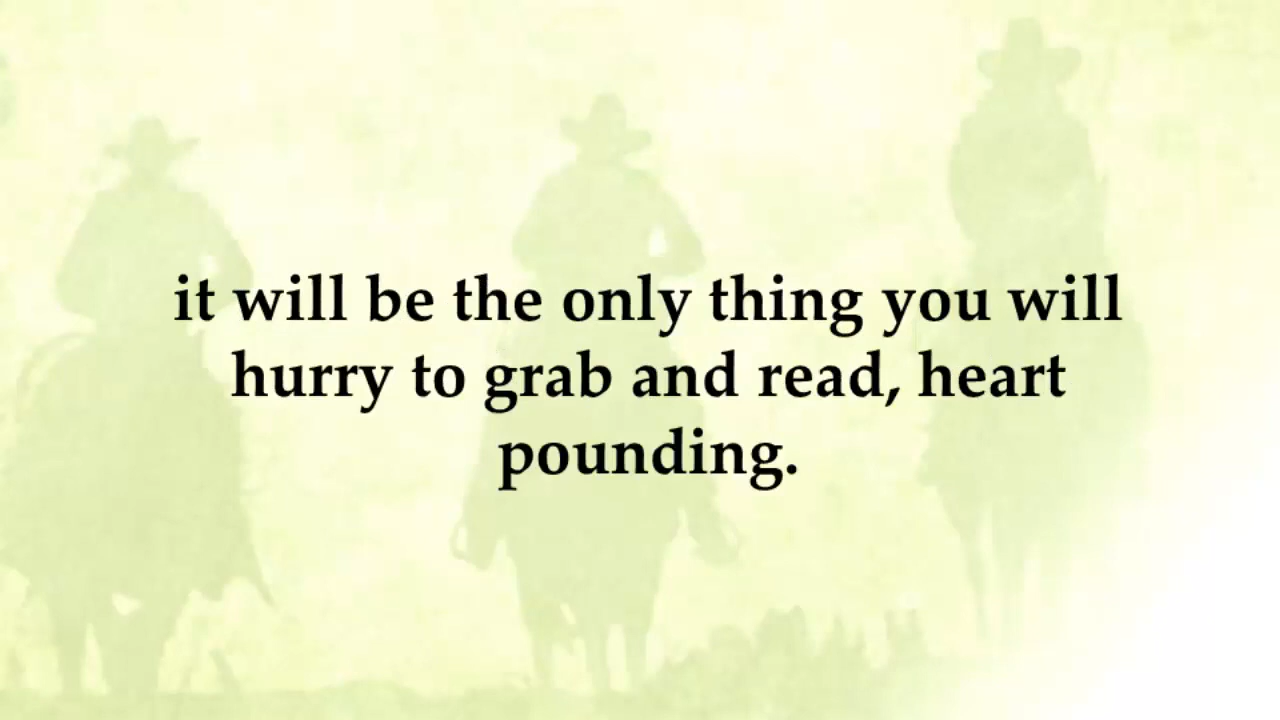 it will be the only thing you will
hurry to grab and read, heart
pounding.